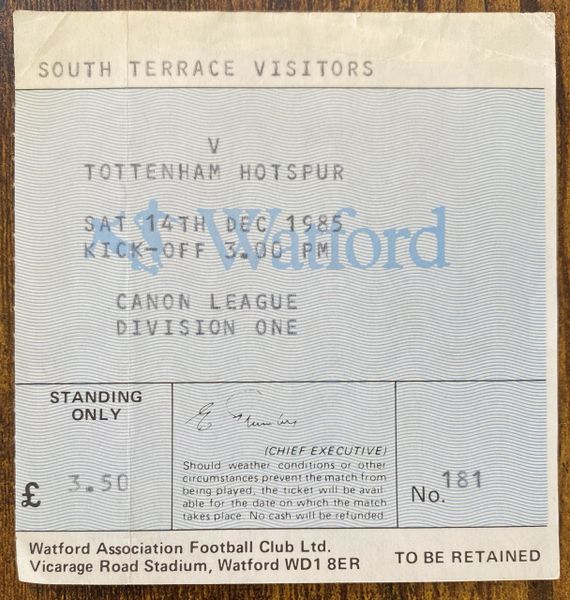 SOUTH TERRACE VISITORS
V
TOTTENHAM HOTSPUR
SAT 14TH DEC 1985
KICK-OFF 3.00 PM
Watford
CANON LEAGUE
DIVISION ONE
STANDING
ONLY
£ 3.50
(CHIEF EXECUTIVE)
Should weather conditions or other
circumstances prevent the match from
being played, the ticket will be avail
able for the date on which the match
takes place. No cash will be refunded
No. 181
Watford Association Football Club Ltd.
Vicarage Road Stadium, Watford WD1 8ER
TO BE RETAINED